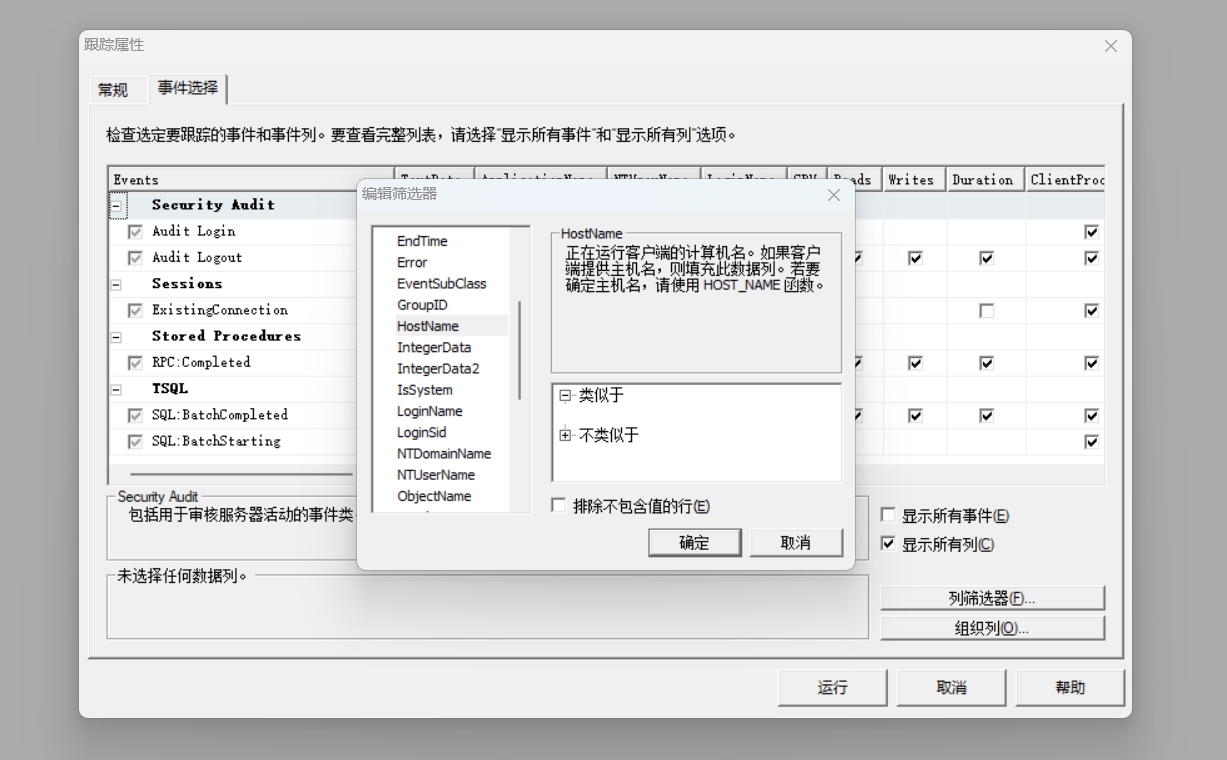 跟踪属性
常规
事件选择
检查选定要跟踪的事件和事件列。要查看完整列表，请选择"显示所有事件"和"显示所有列"选项。
Events
Writes
Duration
Security Audit
Audit Login
Audit Logout
Sessions
ExistingConnection
Stored Procedures
RPC:Completed
TSQL
SQL:BatchCompleted
SQL:BatchStarting
编辑筛选器
EndTime
Error
EventSubClass
GroupID
HostName
IntegerData
IntegerData2
IsSystem
LoginName
LoginSid
NTDomainName
NTUserName
ObjectName
HostName
正在运行客户端的计算机名。如果客户
端提供主机名，则填充此数据列。若要
确定主机名，请使用 HOST_NAME 函数。
类似于
不类似于
排除不包含值的行(E)
确定
取消
Security Audit
包括用于审核服务器活动的事件类
显示所有事件(E)
显示所有列(C)
未选择任何数据列。
列筛选器(F)...
组织列(O)...
运行
取消
帮助